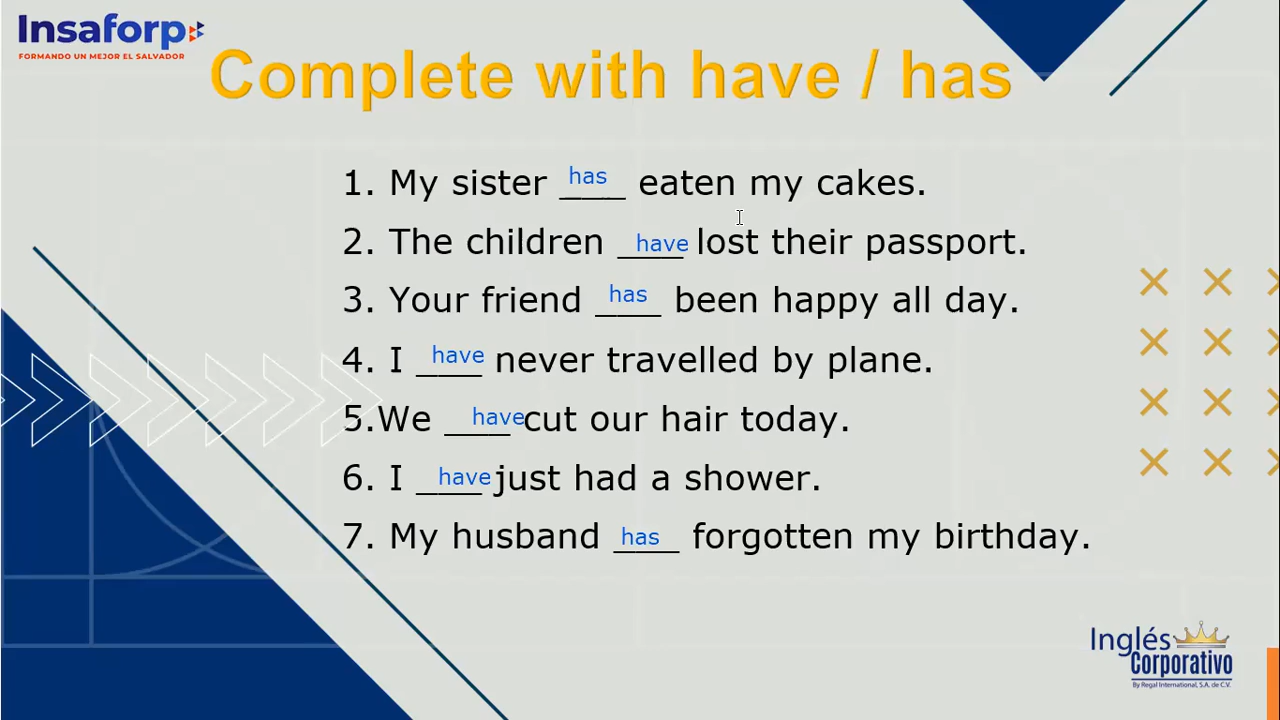 Insaforp
FORMANDO UN MEJOR EL SALVADOR
Complete with have / has
1. My sister has eaten my cakes.
2. The children have lost their passport.
3. Your friend has been happy all day.
4. I have never travelled by plane.
5.We have cut our hair today.
6. I have just had a shower.
7. My husband has forgotten my birthday.
Inglés
Corporativo
By Regal International, S.A. de C.V.